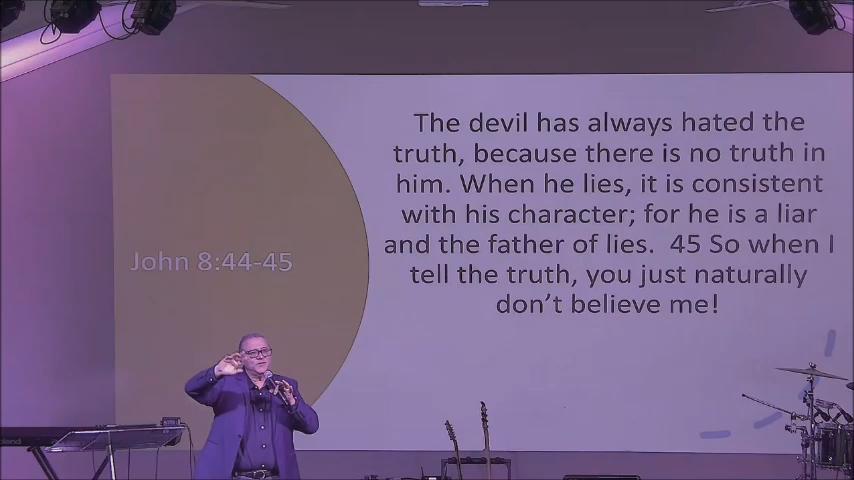 The devil has always hated the
truth, because there is no truth in
him. When he lies, it is consistent
with his character; for he is a liar
and the father of lies.  45 So when I
tell the truth, you just naturally
don't believe me!
John 8:44-45
Roland